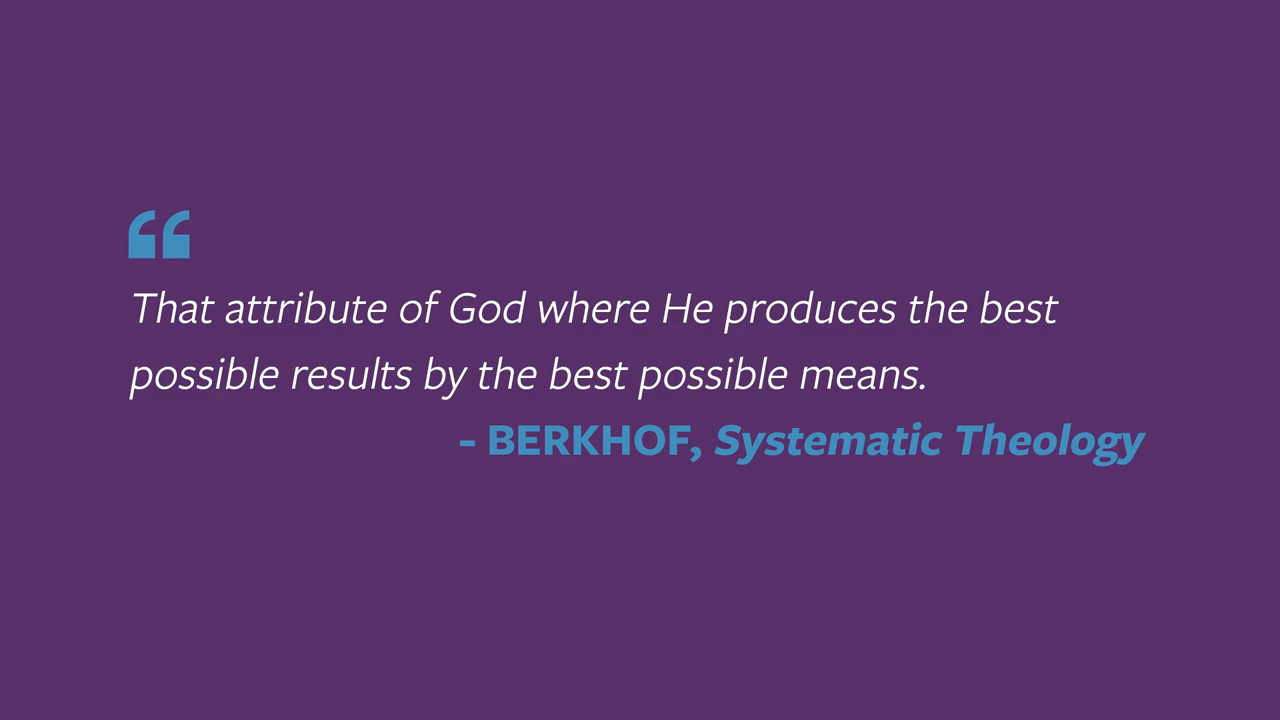 “
That attribute of God where He produces the best
possible results by the best possible means.
- BERKHOF, Systematic Theology